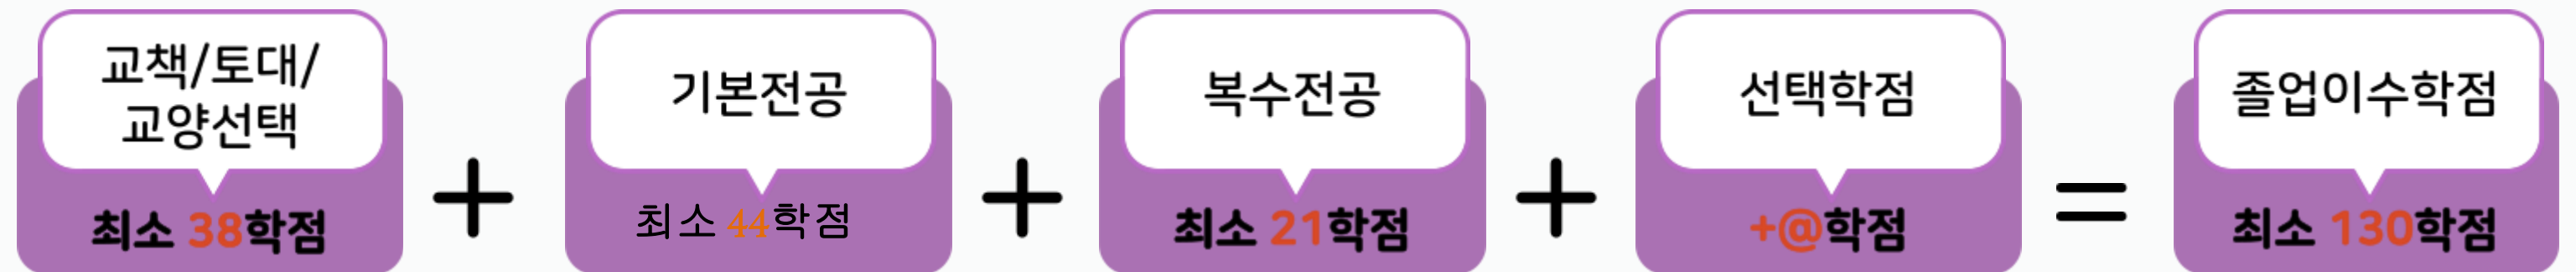 교책/토대/
교양선택
최소 38학점
+
기본전공
최소 44학점
+
복수전공
최소 21학점
+
선택학점
+@학점
=
졸업이수학점
최소 130학점